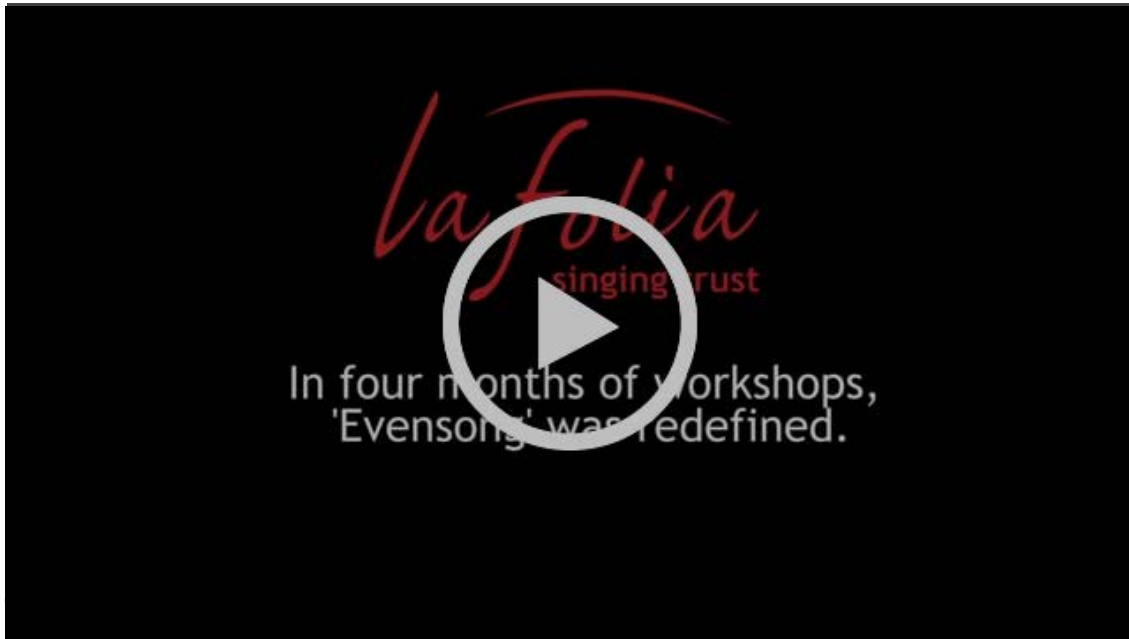 la folia
singing trust
In four months of workshops,
'Evensong' was redefined.